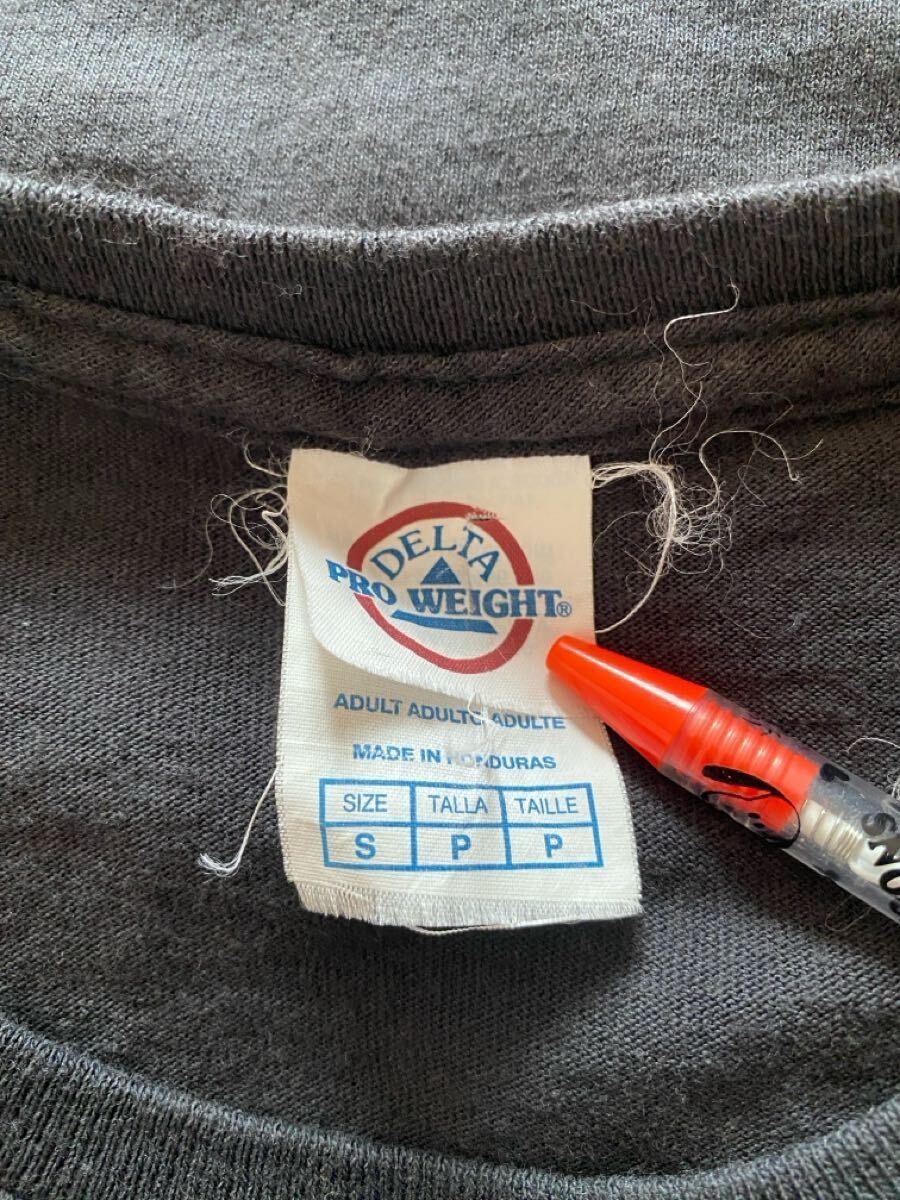 DELTA
PRO WEIGHT®
ADULT ADULTO ADULTE
MADE IN HONDURAS
SIZE TALLA TAILLE
S P P